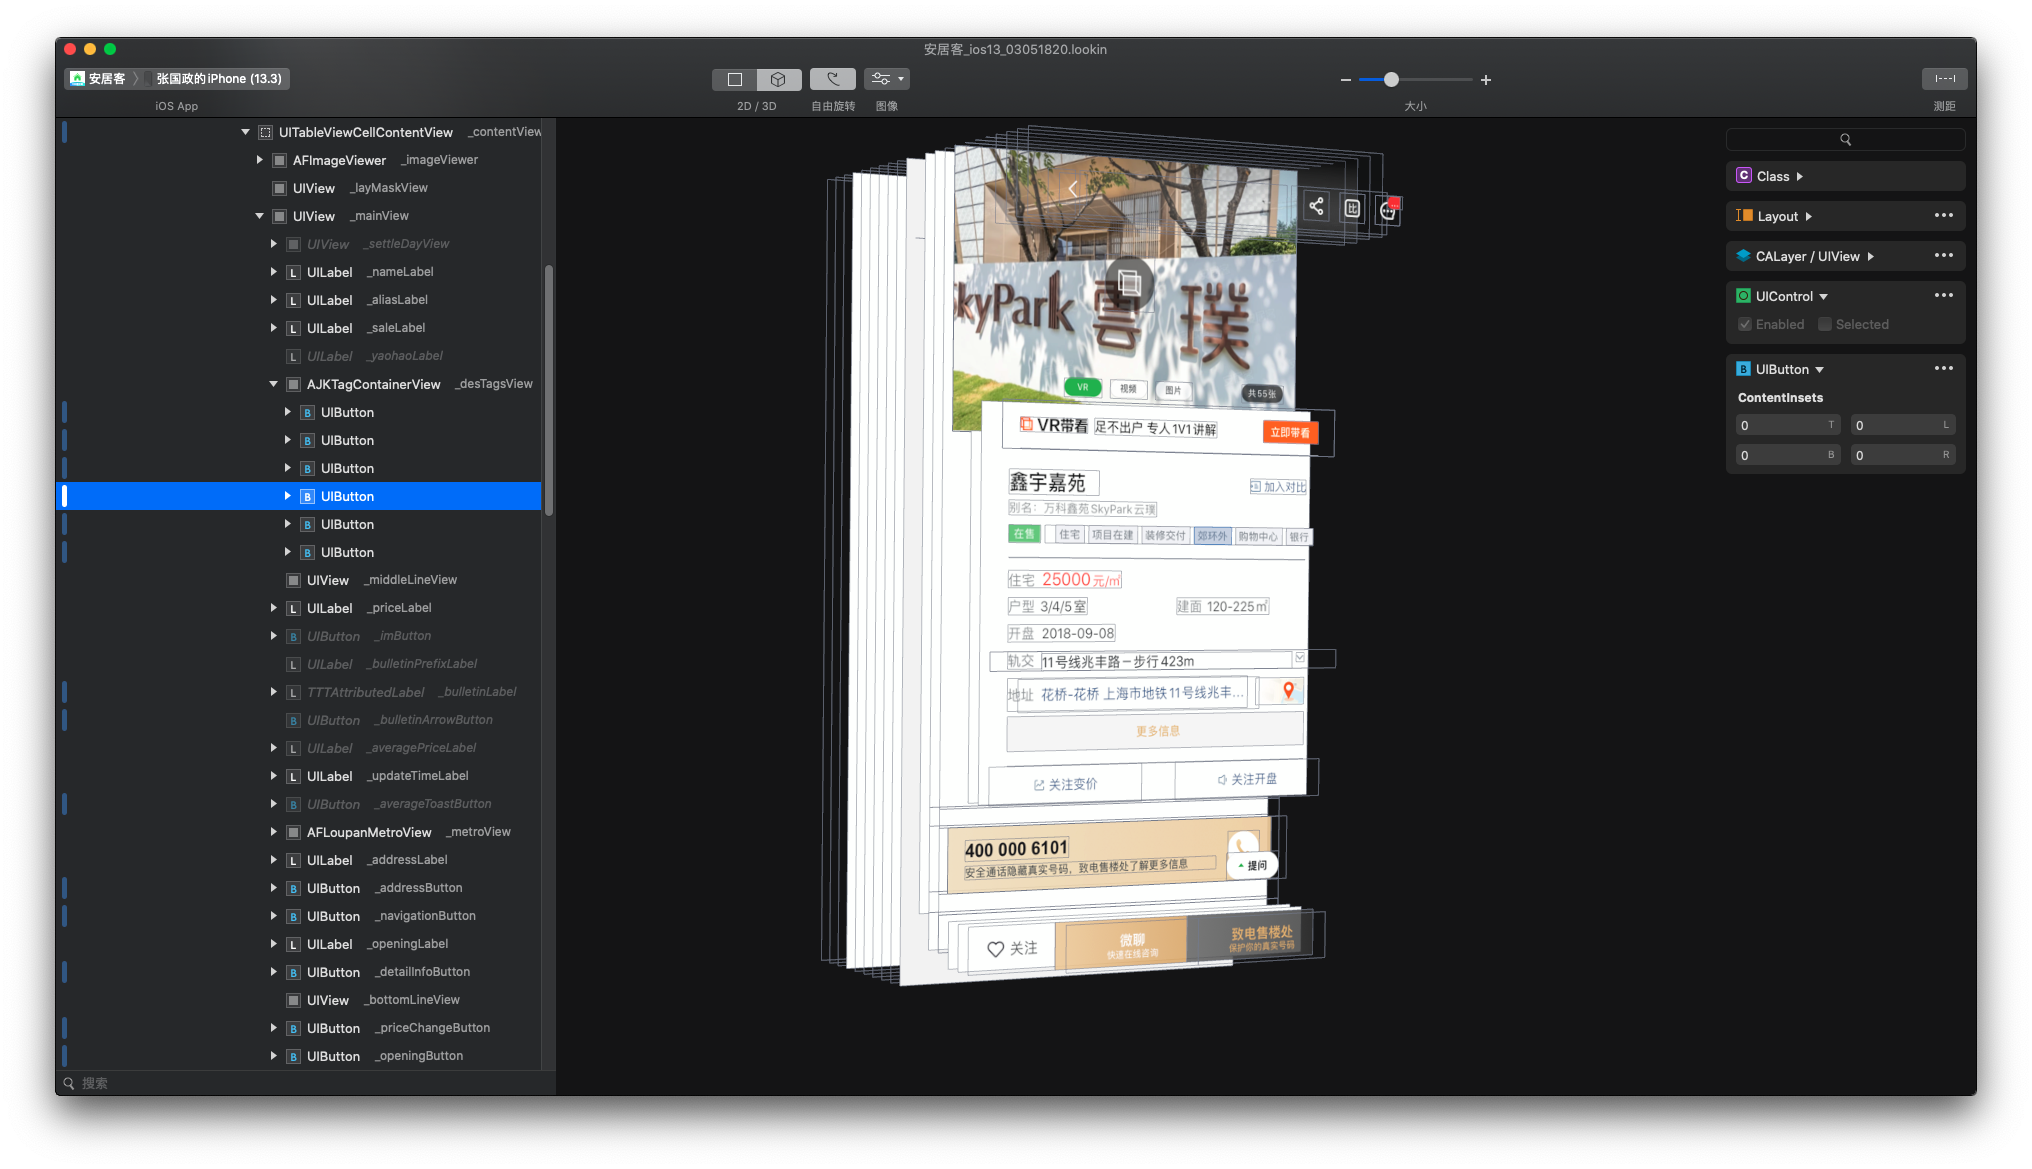 安居客_ios13_03051820.lookin
安居客 张国政的iPhone (13.3)
iOS App
2D / 3D
自由旋转
图像
大小
测距
UITableViewCellContentView _contentView
AFImageViewer _imageViewer
UIView _layMaskView
UIView _mainView
UIView _settleDayView
UILabel _nameLabel
UILabel _aliasLabel
UILabel _saleLabel
UILabel _yaohaoLabel
AJKTagContainerView _desTagsView
UIButton
UIButton
UIButton
UIButton
UIButton
UIButton
UIView _middleLineView
UILabel _priceLabel
UIButton _imButton
UILabel _bulletinPrefixLabel
TTTAttributedLabel _bulletinLabel
UIButton _bulletinArrowButton
UILabel _averagePriceLabel
UILabel _updateTimeLabel
UIButton _averageToastButton
AFLoupanMetroView _metroView
UILabel _addressLabel
UIButton _addressButton
UIButton _navigationButton
UILabel _openingLabel
UIButton _detailInfoButton
UIView _bottomLineView
UIButton _priceChangeButton
UIButton _openingButton
搜索
比
SkyPark 雲璞
VR
视频
图片
共55张
VR带看 足不出户 专人1V1讲解 立即带看
鑫宇嘉苑
加入对比
别名：万科鑫苑SkyPark云璞
在售 住宅 项目在建 装修交付 郊环外 购物中心 银行
住宅 25000元/㎡
户型 3/4/5室 建面 120-225㎡
开盘 2018-09-08
轨交 11号线兆丰路－步行423m
地址 花桥-花桥 上海市地铁11号线兆丰...
更多信息
关注变价 关注开盘
400 000 6101
安全通话隐藏真实号码，致电售楼处了解更多信息
提问
关注
微聊
快速在线咨询
致电售楼处
保护你的真实号码
C Class
Layout
CALayer / UIView
UIControl
Enabled Selected
B UIButton
ContentInsets
0 T 0 L
0 B 0 R